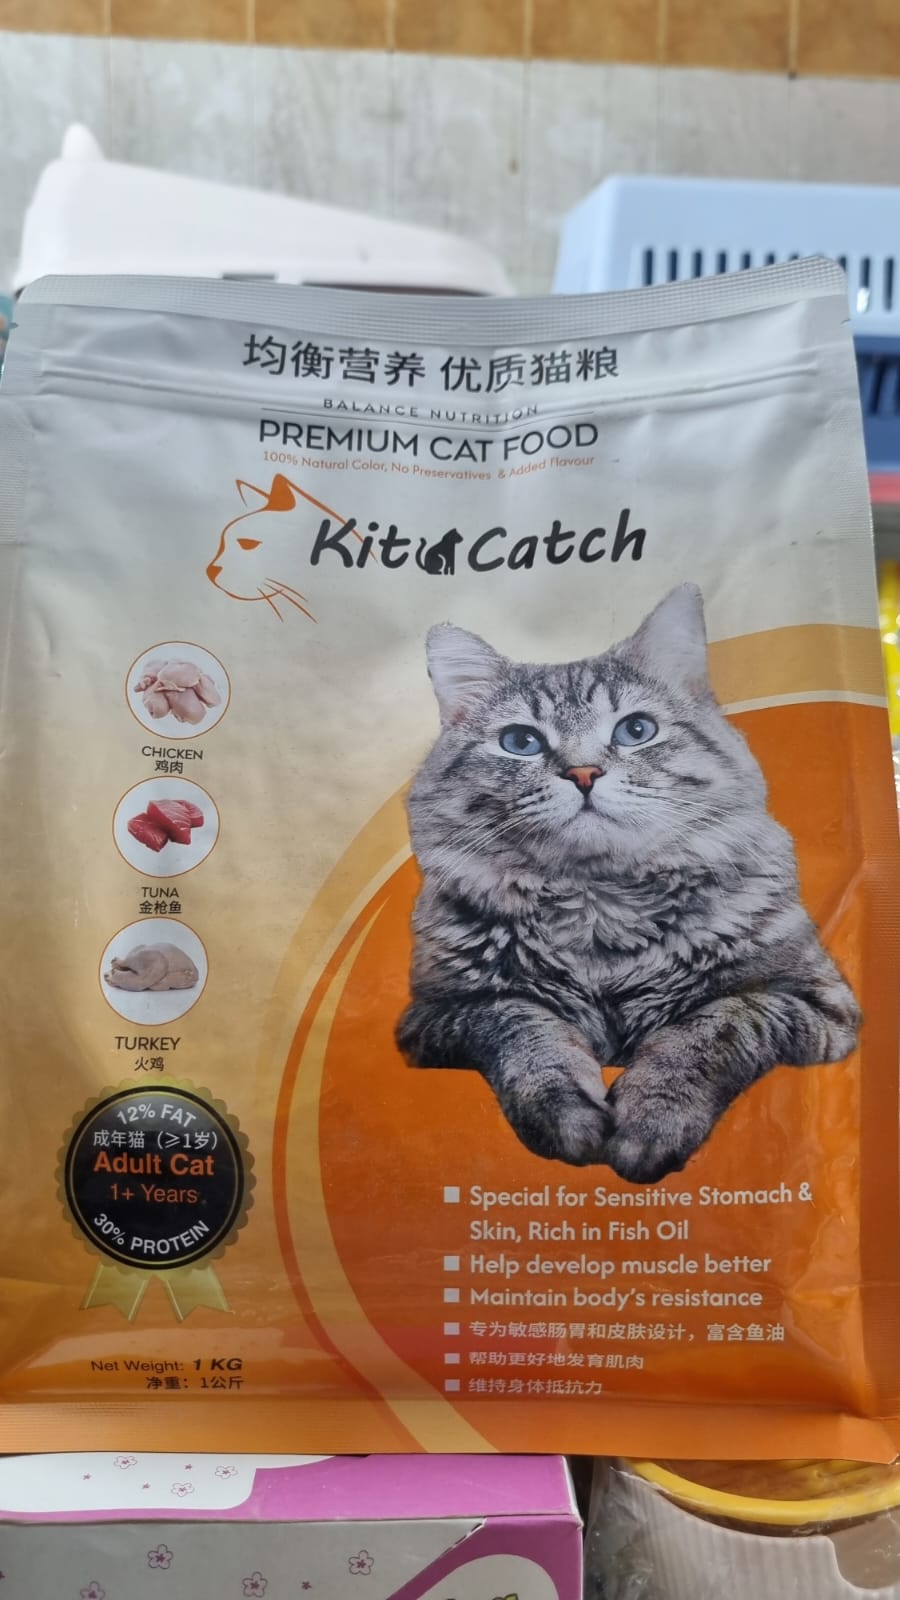 均衡营养 优质猫粮
BALANCE NUTRITION
PREMIUM CAT FOOD
100% Natural Color, No Preservatives & Added Flavour
Kit Catch
CHICKEN
鸡肉
TUNA
金枪鱼
TURKEY
火鸡
12% FAT
成年猫（≥1岁）
Adult Cat
1+ Years
30% PROTEIN
Net Weight: 1 KG
净重：1公斤
Special for Sensitive Stomach &
Skin, Rich in Fish Oil
Help develop muscle better
Maintain body's resistance
专为敏感肠胃和皮肤设计，富含鱼油
帮助更好地发育肌肉
维持身体抵抗力